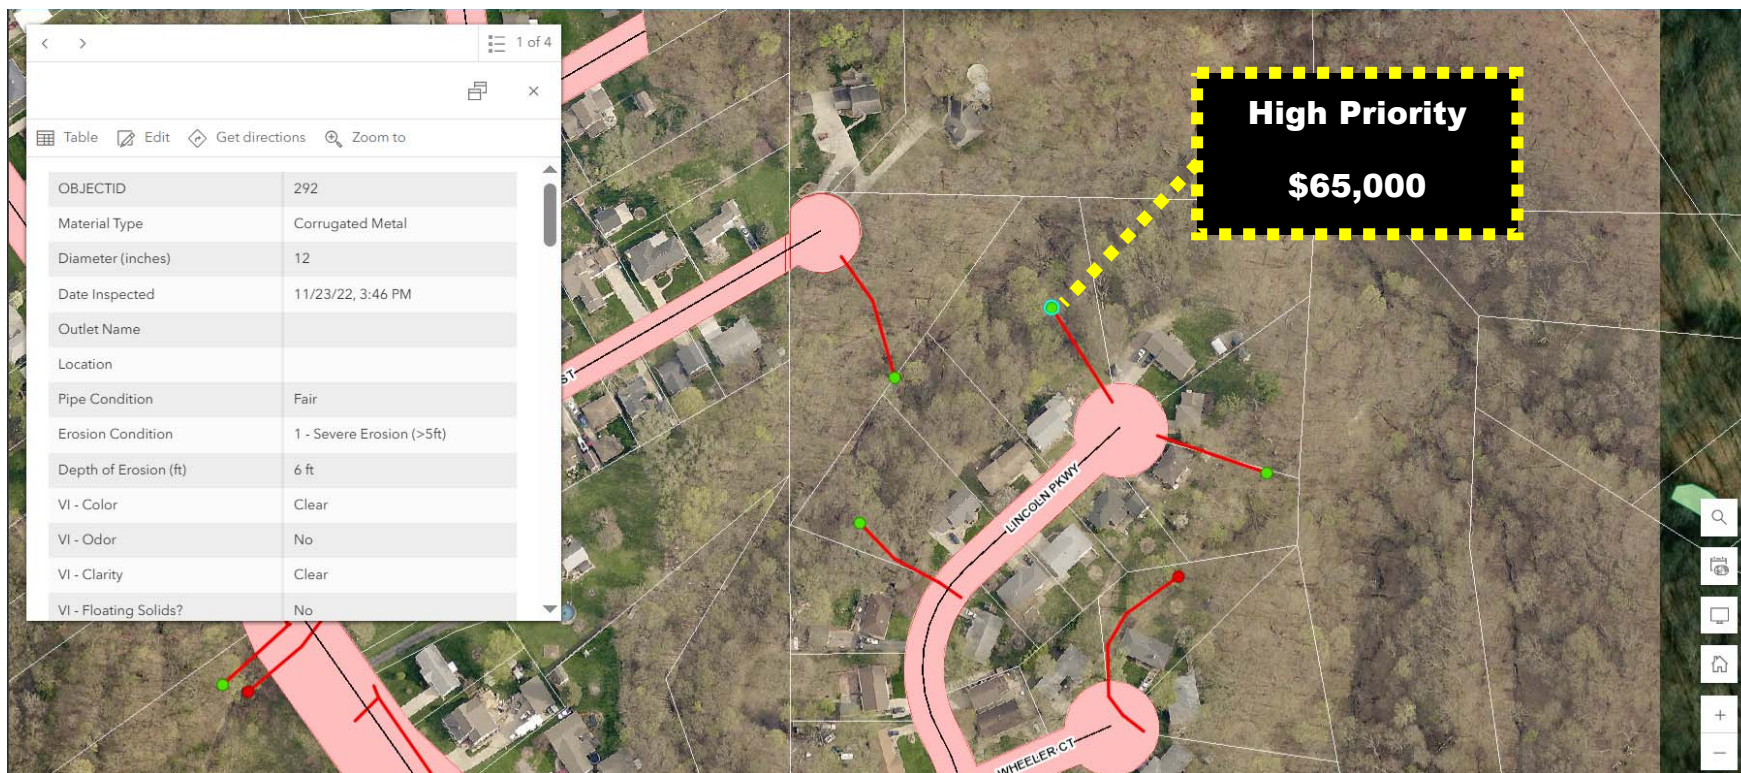 1 of 4
Table Edit Get directions Zoom to
OBJECTID 292
Material Type Corrugated Metal
Diameter (inches) 12
Date Inspected 11/23/22, 3:46 PM
Outlet Name
Location
Pipe Condition Fair
Erosion Condition 1 - Severe Erosion (>5ft)
Depth of Erosion (ft) 6 ft
VI - Color Clear
VI - Odor No
VI - Clarity Clear
VI - Floating Solids? No
High Priority
$65,000
ST
LINCOLN PKWY
WHEELER CT